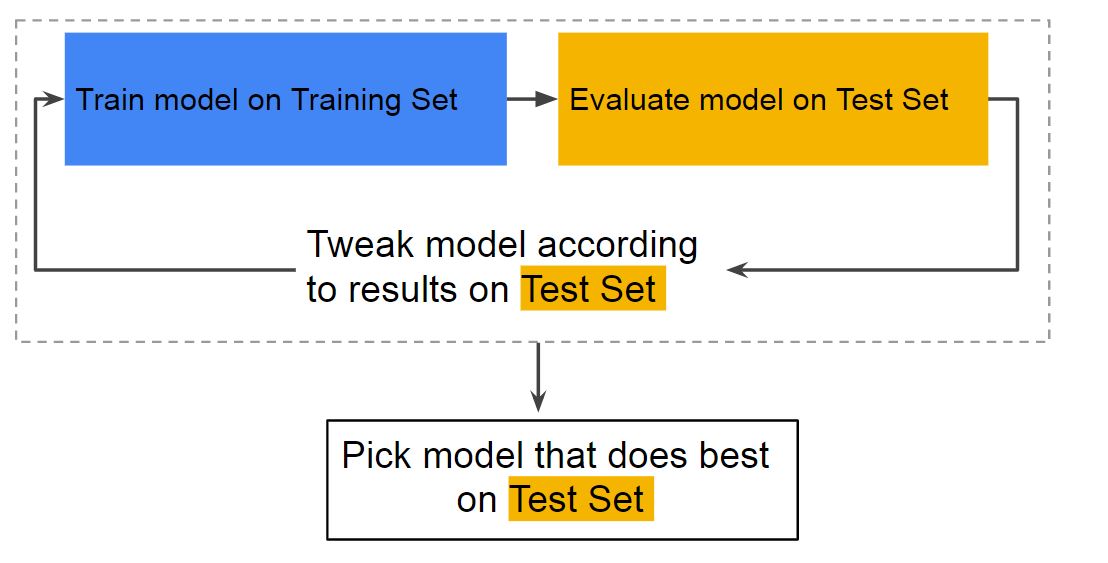 Train model on Training Set
Evaluate model on Test Set
Tweak model according
to results on Test Set
Pick model that does best
on Test Set